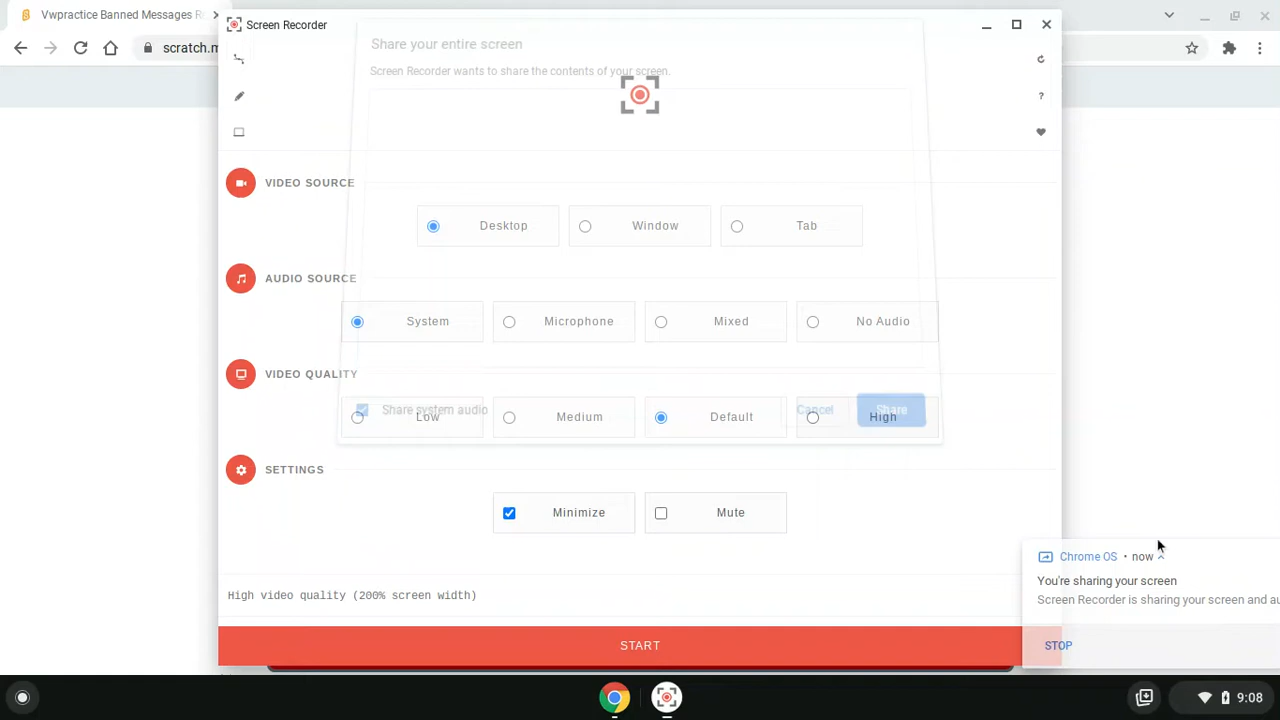 Vwpractice Banned Messages R
scratch.m
Screen Recorder
Share your entire screen
Screen Recorder wants to share the contents of your screen.
?
VIDEO SOURCE
Desktop
Window
Tab
AUDIO SOURCE
System
Microphone
Mixed
No Audio
VIDEO QUALITY
Share system audio
Cancel
Share
Low
Medium
Default
High
SETTINGS
Minimize
Mute
Chrome OS • now
You're sharing your screen
Screen Recorder is sharing your screen and au
High video quality (200% screen width)
START
STOP
9:08